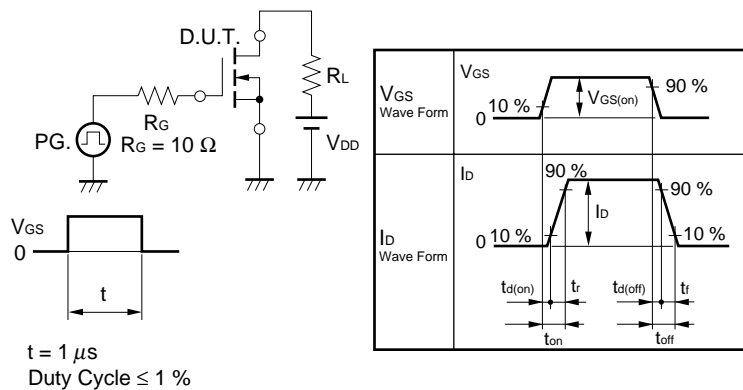 D.U.T.
RL
RG
PG.
RG = 10 Ω
VDD
VGS
0
t
t = 1 μs
Duty Cycle ≤ 1 %
VGS
Wave Form
VGS
10 %
0
VGS(on)
90 %
ID
Wave Form
ID
90 %
0
10 %
ID
90 %
10 %
td(on)
tr
td(off)
tf
ton
toff